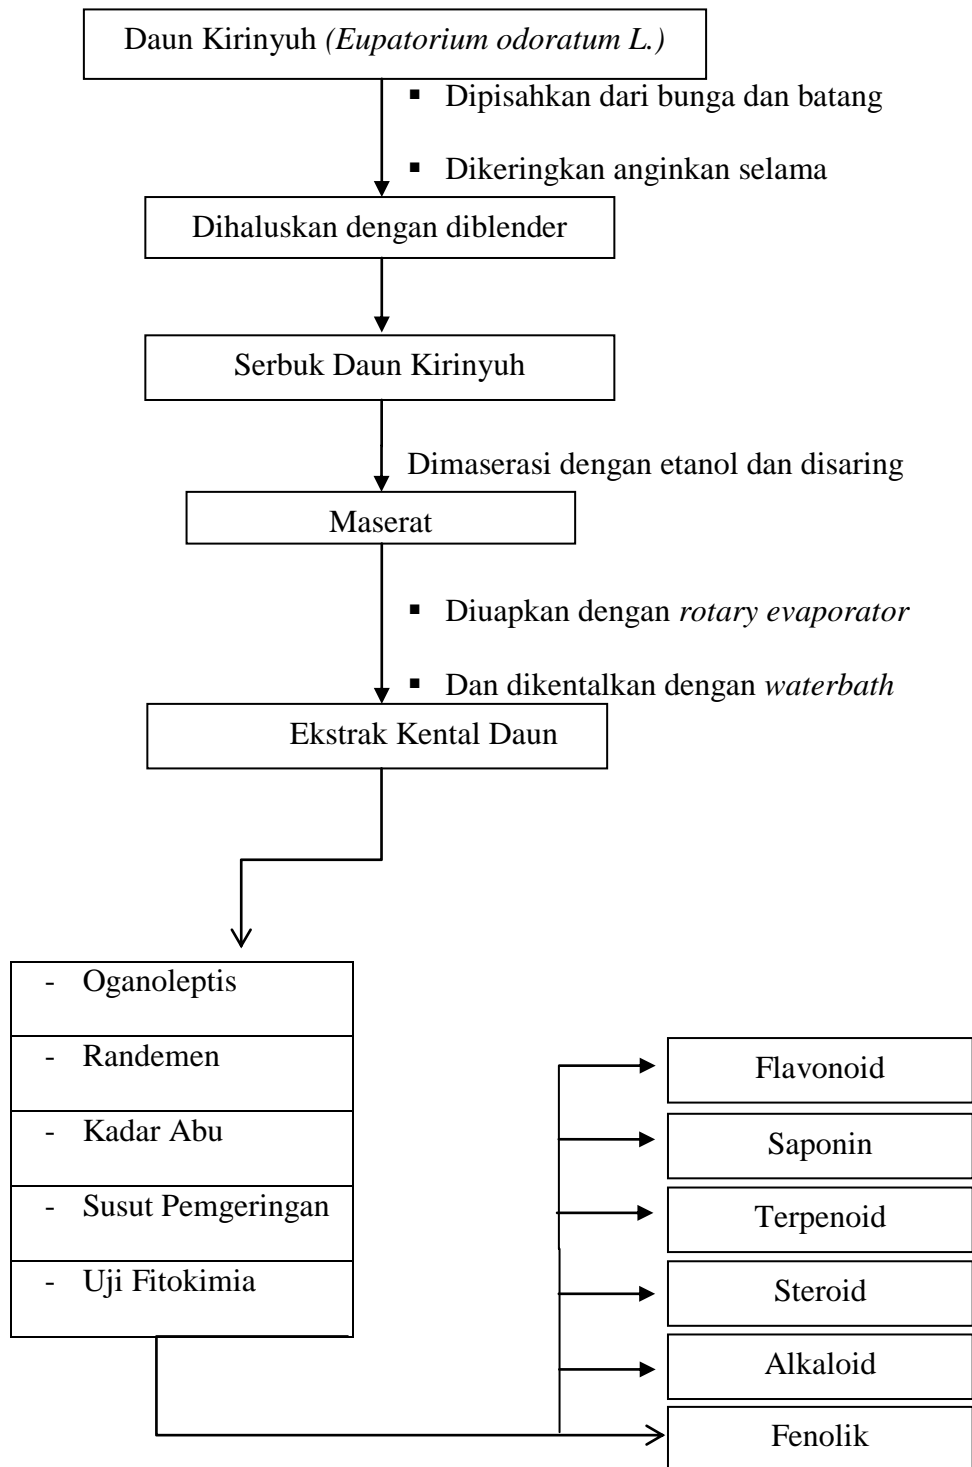 Daun Kirinyuh (Eupatorium odoratum L.)
▪ Dipisahkan dari bunga dan batang
▪ Dikeringkan anginkan selama
Dihaluskan dengan diblender
Serbuk Daun Kirinyuh
Dimaserasi dengan etanol dan disaring
Maserat
▪ Diuapkan dengan rotary evaporator
▪ Dan dikentalkan dengan waterbath
Ekstrak Kental Daun
- Oganoleptis
- Randemen
- Kadar Abu
- Susut Pemgeringan
- Uji Fitokimia
Flavonoid
Saponin
Terpenoid
Steroid
Alkaloid
Fenolik